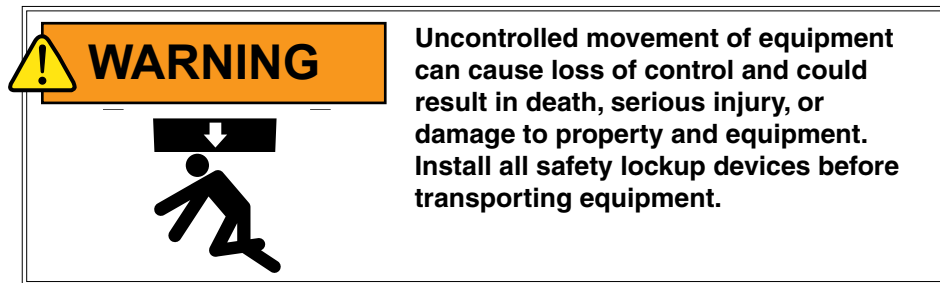 WARNING
Uncontrolled movement of equipment
can cause loss of control and could
result in death, serious injury, or
damage to property and equipment.
Install all safety lockup devices before
transporting equipment.